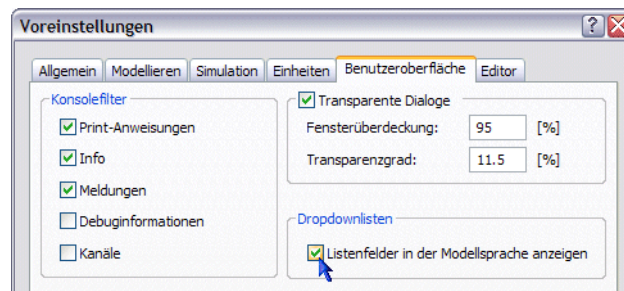 Voreinstellungen
Allgemein Modellieren Simulation Einheiten Benutzeroberfläche Editor
Konsolefilter
Print-Anweisungen
Info
Meldungen
Debuginformationen
Kanäle
Transparente Dialoge
Fensterüberdeckung: 95 [%]
Transparenzgrad: 11.5 [%]
Dropdownlisten
Listenfelder in der Modellsprache anzeigen